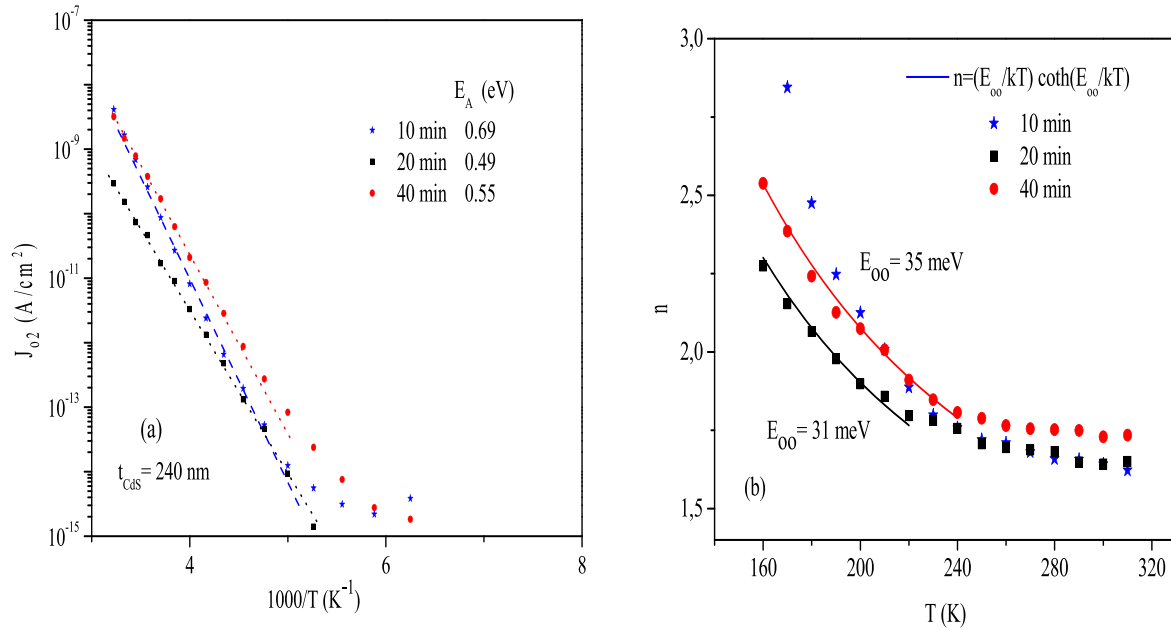 10^-7
10^-9
10^-11
10^-13
10^-15
J_o2 (A/cm^2)
E_A (eV)
10 min 0.69
20 min 0.49
40 min 0.55
(a)
t_CdS = 240 nm
4 6 8
1000/T (K^-1)
3,0
2,5
2,0
1,5
n
n=(E_oo/kT) coth(E_oo/kT)
10 min
20 min
40 min
E_oo = 35 meV
E_oo = 31 meV
(b)
160 200 240 280 320
T (K)